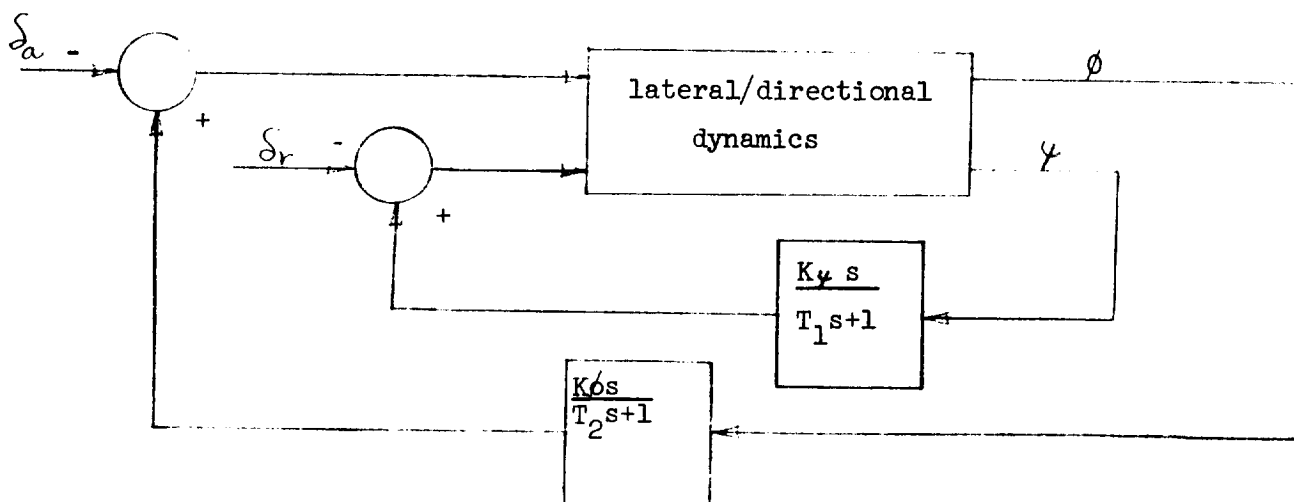 δa -
+
δr -
+
lateral/directional
dynamics
ϕ
ψ
Kψ s
T1s+1
Kϕs
T2s+1